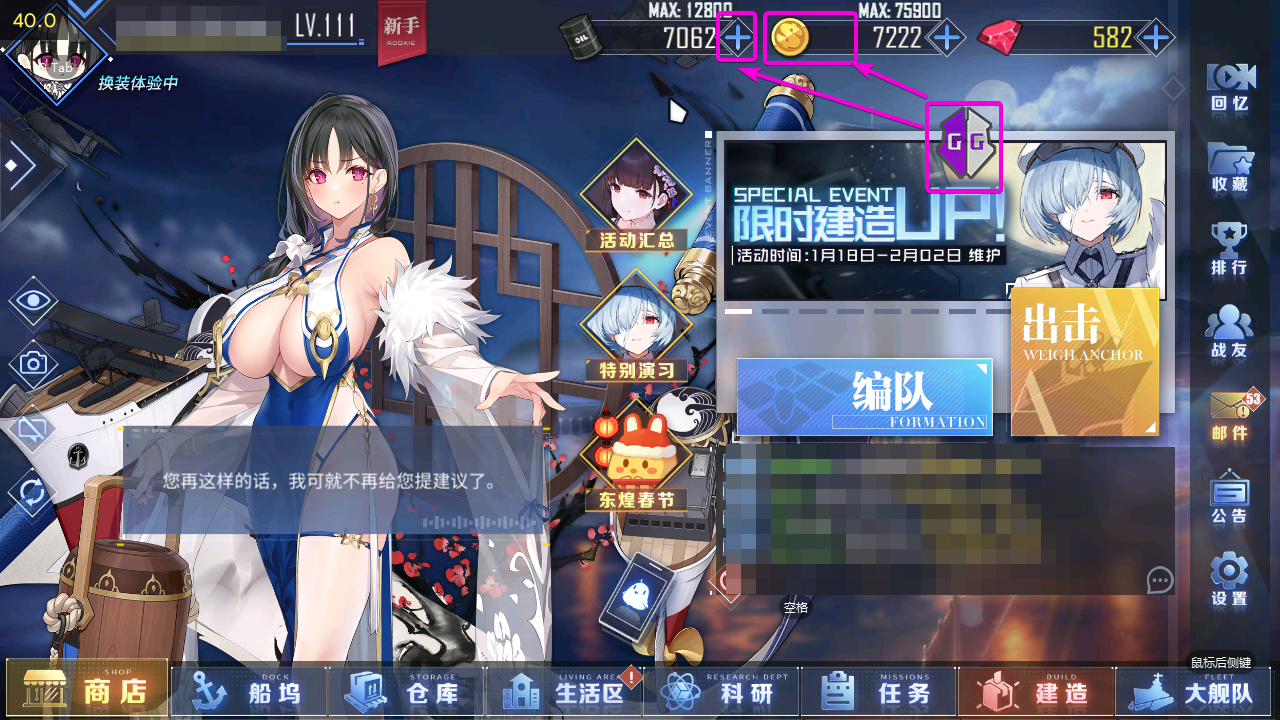 40.0
Tab
LV.111
新手
ROOKIE
换装体验中
OIL
MAX: 12800
7062
MAX: 75900
7222
582
GG
BANNER
SPECIAL EVENT
限时建造UP!
活动时间:1月18日-2月02日 维护
活动汇总
特别演习
东煌春节
出击
WEIGH ANCHOR
编队
FORMATION
您再这样的话，我可就不再给您提建议了。
空格
回忆
收藏
排行
战友
53
邮件
公告
设置
鼠标后侧键
SHOP
商店
DOCK
船坞
STORAGE
仓库
LIVING AREA
生活区
RESEARCH DEPT
科研
MISSIONS
任务
BUILD
建造
FLEET
大舰队